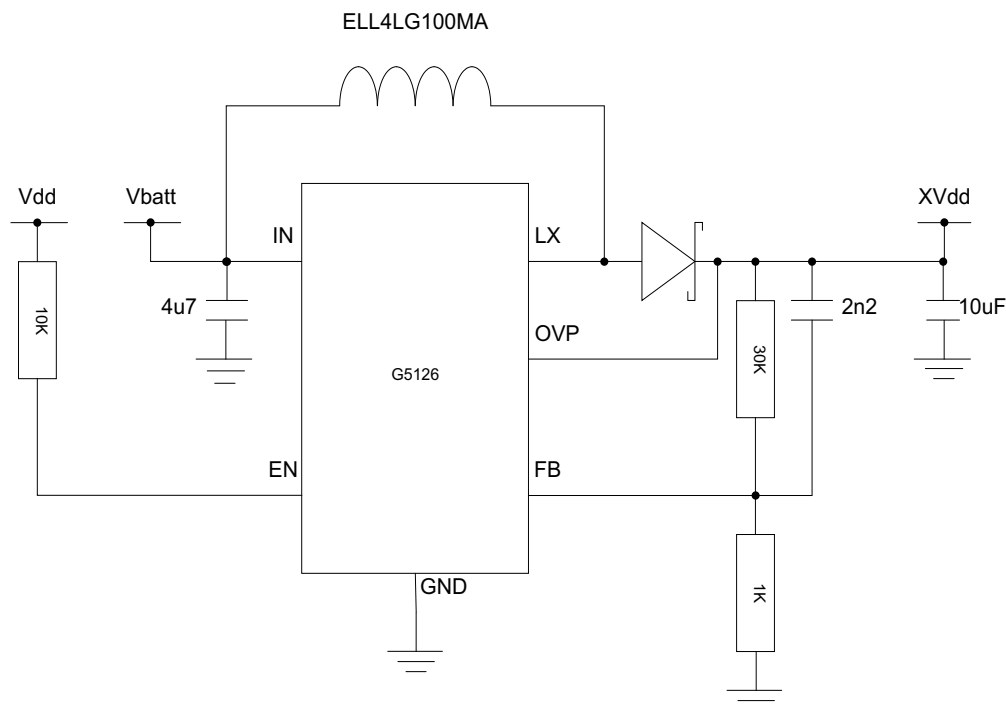 ELL4LG100MA
Vdd
Vbatt
XVdd
IN
LX
10K
4u7
OVP
30K
2n2
10uF
G5126
EN
FB
GND
1K